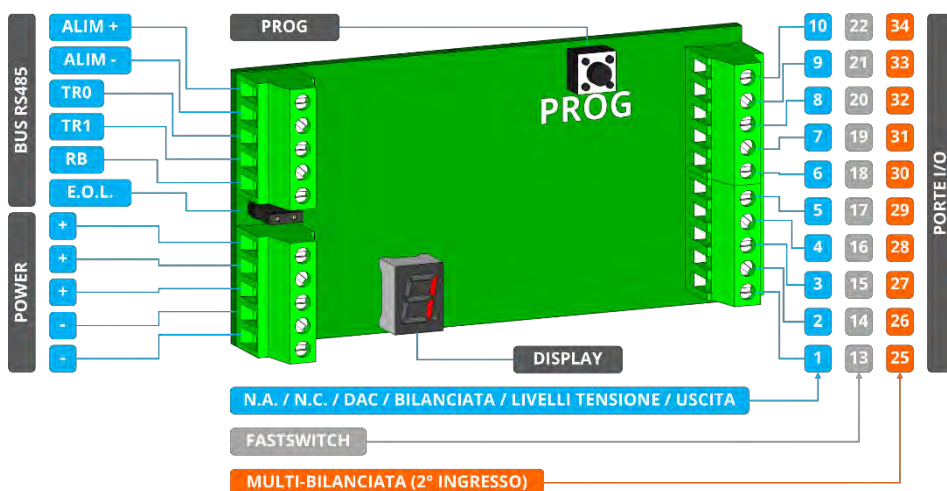 BUS RS485
ALIM +
ALIM -
TR0
TR1
RB
E.O.L.
POWER
+
+
+
-
-
PROG
PROG
DISPLAY
10 22 34
9 21 33
8 20 32
7 19 31
6 18 30
5 17 29
4 16 28
3 15 27
2 14 26
1 13 25
PORTE I/O
N.A. / N.C. / DAC / BILANCIATA / LIVELLI TENSIONE / USCITA
FASTSWITCH
MULTI-BILANCIATA (2° INGRESSO)